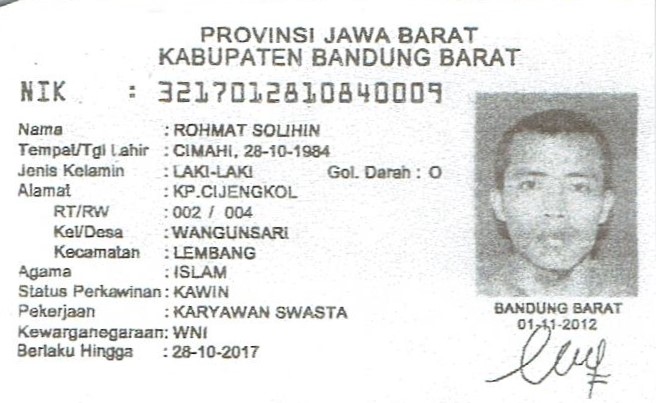 PROVINSI JAWA BARAT
KABUPATEN BANDUNG BARAT
NIK : 3217012810840009
Nama : ROHMAT SOLIHIN
Tempat/Tgl Lahir : CIMAHI, 28-10-1984
Jenis Kelamin : LAKI-LAKI Gol. Darah : O
Alamat : KP.CIJENGKOL
RT/RW : 002 / 004
Kel/Desa : WANGUNSARI
Kecamatan : LEMBANG
Agama : ISLAM
Status Perkawinan : KAWIN
Pekerjaan : KARYAWAN SWASTA
Kewarganegaraan: WNI
Berlaku Hingga : 28-10-2017
BANDUNG BARAT
01-11-2012